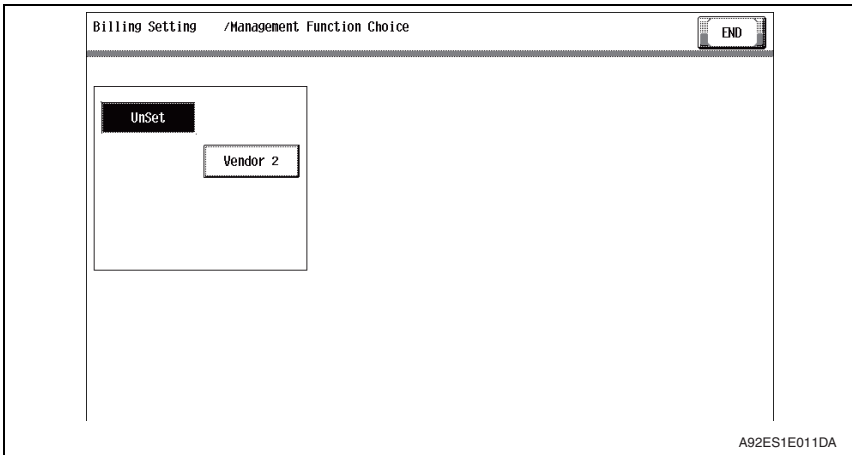 Billing Setting /Management Function Choice
END
UnSet
Vendor 2
A92ES1E011DA